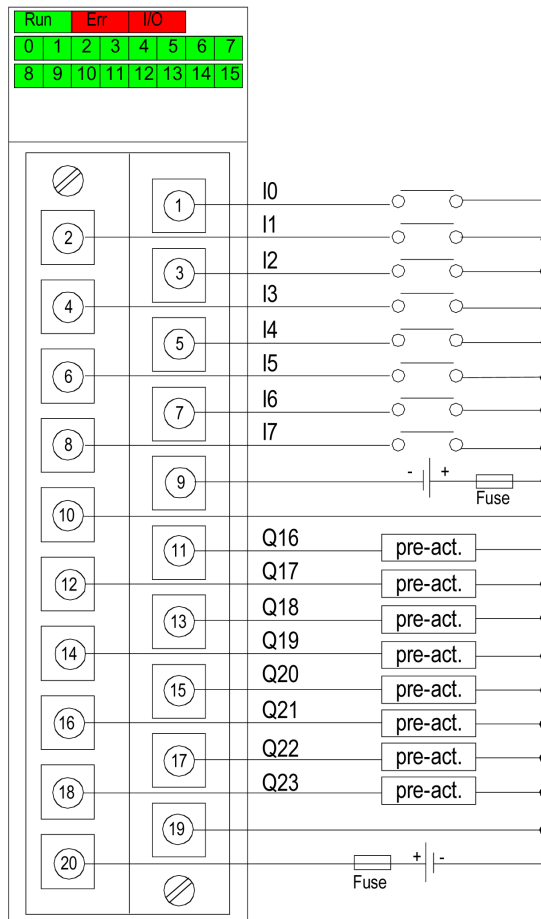 Run Err I/O
0 1 2 3 4 5 6 7
8 9 10 11 12 13 14 15
1 I0
2 I1
3 I2
4 I3
5 I4
6 I5
7 I6
8 I7
9 - +
Fuse
10
11 Q16 pre-act.
12 Q17 pre-act.
13 Q18 pre-act.
14 Q19 pre-act.
15 Q20 pre-act.
16 Q21 pre-act.
17 Q22 pre-act.
18 Q23 pre-act.
19
20 + -
Fuse